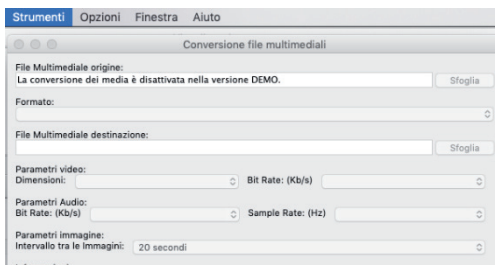 Strumenti Opzioni Finestra Aiuto
Conversione file multimediali
File Multimediale origine:
La conversione dei media è disattivata nella versione DEMO. Sfoglia
Formato:
File Multimediale destinazione:
Sfoglia
Parametri video:
Dimensioni: Bit Rate: (Kb/s)
Parametri Audio:
Bit Rate: (Kb/s) Sample Rate: (Hz)
Parametri immagine:
Intervallo tra le Immagini: 20 secondi